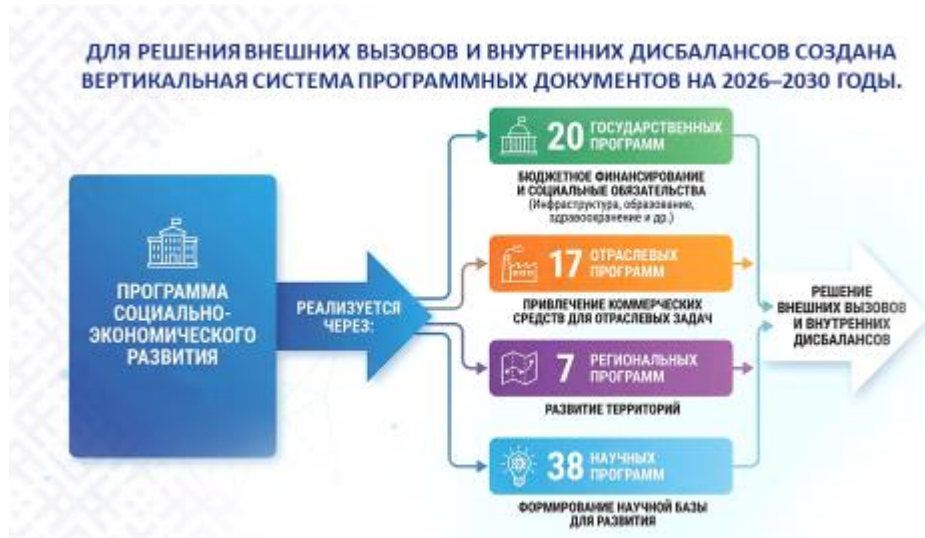 ДЛЯ РЕШЕНИЯ ВНЕШНИХ ВЫЗОВОВ И ВНУТРЕННИХ ДИСБАЛАНСОВ СОЗДАНА
ВЕРТИКАЛЬНАЯ СИСТЕМА ПРОГРАММНЫХ ДОКУМЕНТОВ НА 2026–2030 ГОДЫ.
ПРОГРАММА
СОЦИАЛЬНО-
ЭКОНОМИЧЕСКОГО
РАЗВИТИЯ
РЕАЛИЗУЕТСЯ
ЧЕРЕЗ:
20 ГОСУДАРСТВЕННЫХ
ПРОГРАММ
БЮДЖЕТНОЕ ФИНАНСИРОВАНИЕ
И СОЦИАЛЬНЫЕ ОБЯЗАТЕЛЬСТВА
(Инфраструктура, образование,
здравоохранение и др.)
17 ОТРАСЛЕВЫХ
ПРОГРАММ
ПРИВЛЕЧЕНИЕ КОММЕРЧЕСКИХ
СРЕДСТВ ДЛЯ ОТРАСЛЕВЫХ ЗАДАЧ
7 РЕГИОНАЛЬНЫХ
ПРОГРАММ
РАЗВИТИЕ ТЕРРИТОРИЙ
38 НАУЧНЫХ
ПРОГРАММ
ФОРМИРОВАНИЕ НАУЧНОЙ БАЗЫ
ДЛЯ РАЗВИТИЯ
РЕШЕНИЕ
ВНЕШНИХ ВЫЗОВОВ
И ВНУТРЕННИХ
ДИСБАЛАНСОВ